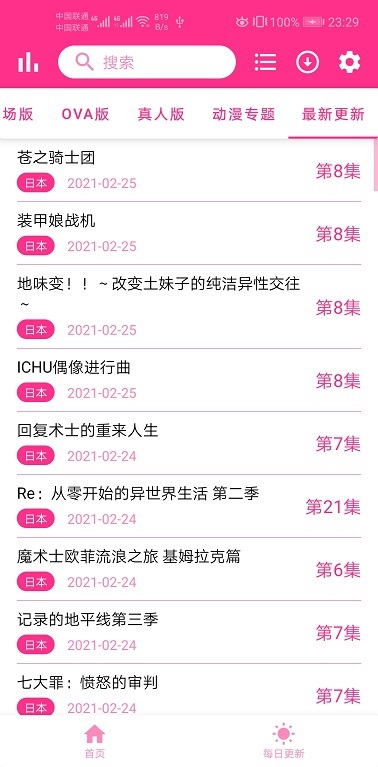 中国联通 4G 4G 819 B/s 100% 23:29
中国联通
搜索
场版 OVA版 真人版 动漫专题 最新更新
苍之骑士团
日本 2021-02-25 第8集
装甲娘战机
日本 2021-02-25 第8集
地味变！！～改变土妹子的纯洁异性交往
～
日本 2021-02-25 第8集
ICHU偶像进行曲
日本 2021-02-25 第8集
回复术士的重来人生
日本 2021-02-24 第7集
Re：从零开始的异世界生活 第二季
日本 2021-02-24 第21集
魔术士欧菲流浪之旅 基姆拉克篇
日本 2021-02-24 第6集
记录的地平线第三季
日本 2021-02-24 第7集
七大罪：愤怒的审判
日本 2021-02-24 第7集
首页 每日更新